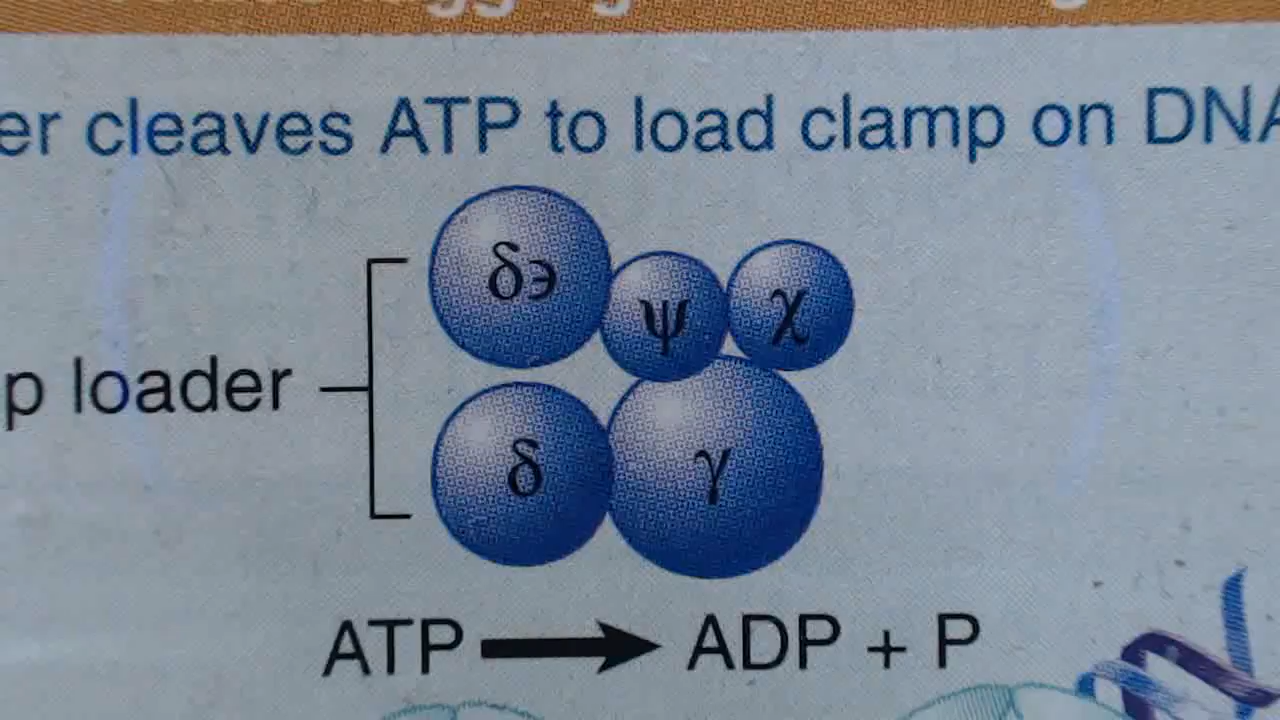 er cleaves ATP to load clamp on DNA
δ϶
ψ
χ
p loader
δ
γ
ATP → ADP + P